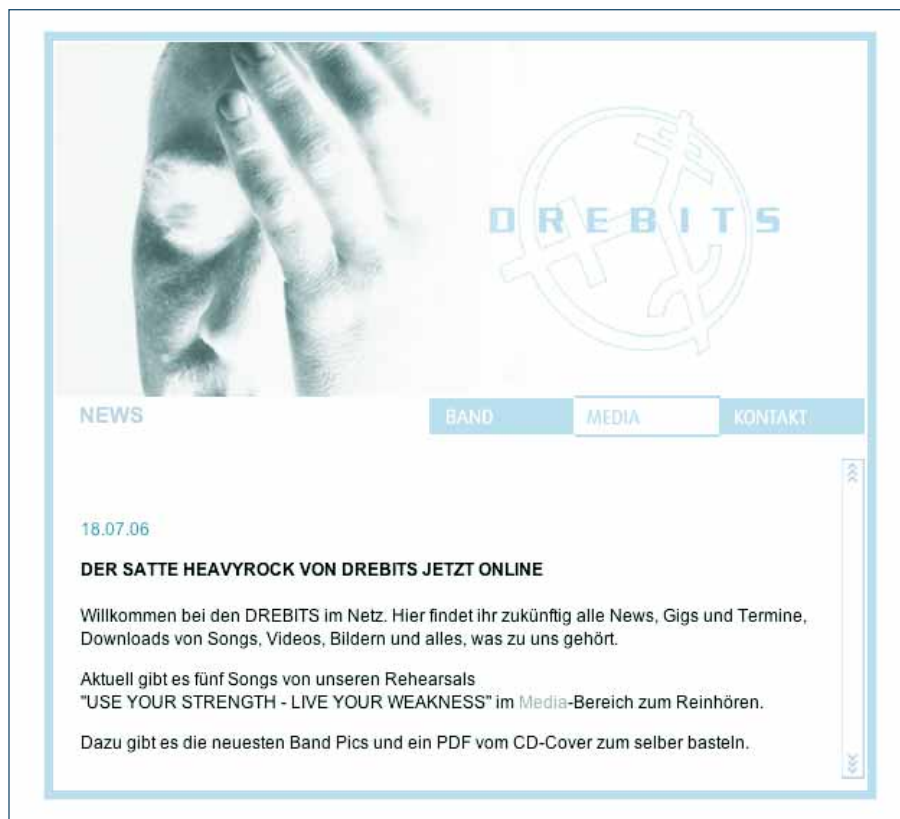 DREBITS
NEWS
BAND
MEDIA
KONTAKT
18.07.06
DER SATTE HEAVYROCK VON DREBITS JETZT ONLINE
Willkommen bei den DREBITS im Netz. Hier findet ihr zukünftig alle News, Gigs und Termine,
Downloads von Songs, Videos, Bildern und alles, was zu uns gehört.
Aktuell gibt es fünf Songs von unseren Rehearsals
"USE YOUR STRENGTH - LIVE YOUR WEAKNESS" im Media-Bereich zum Reinhören.
Dazu gibt es die neuesten Band Pics und ein PDF vom CD-Cover zum selber basteln.